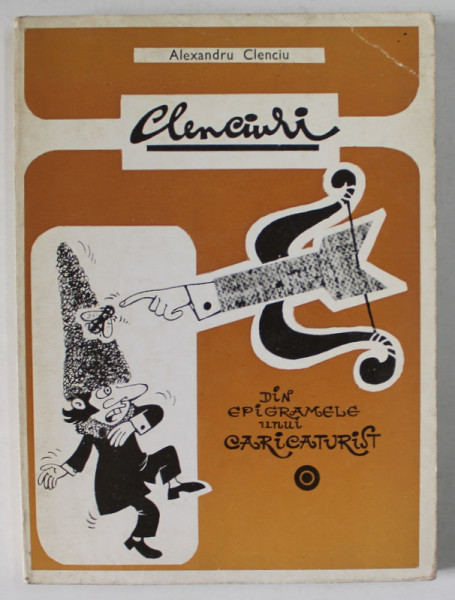 Alexandru Clenciu
Clenciuri
DIN
EPIGRAMELE
unui
CARICATURIST